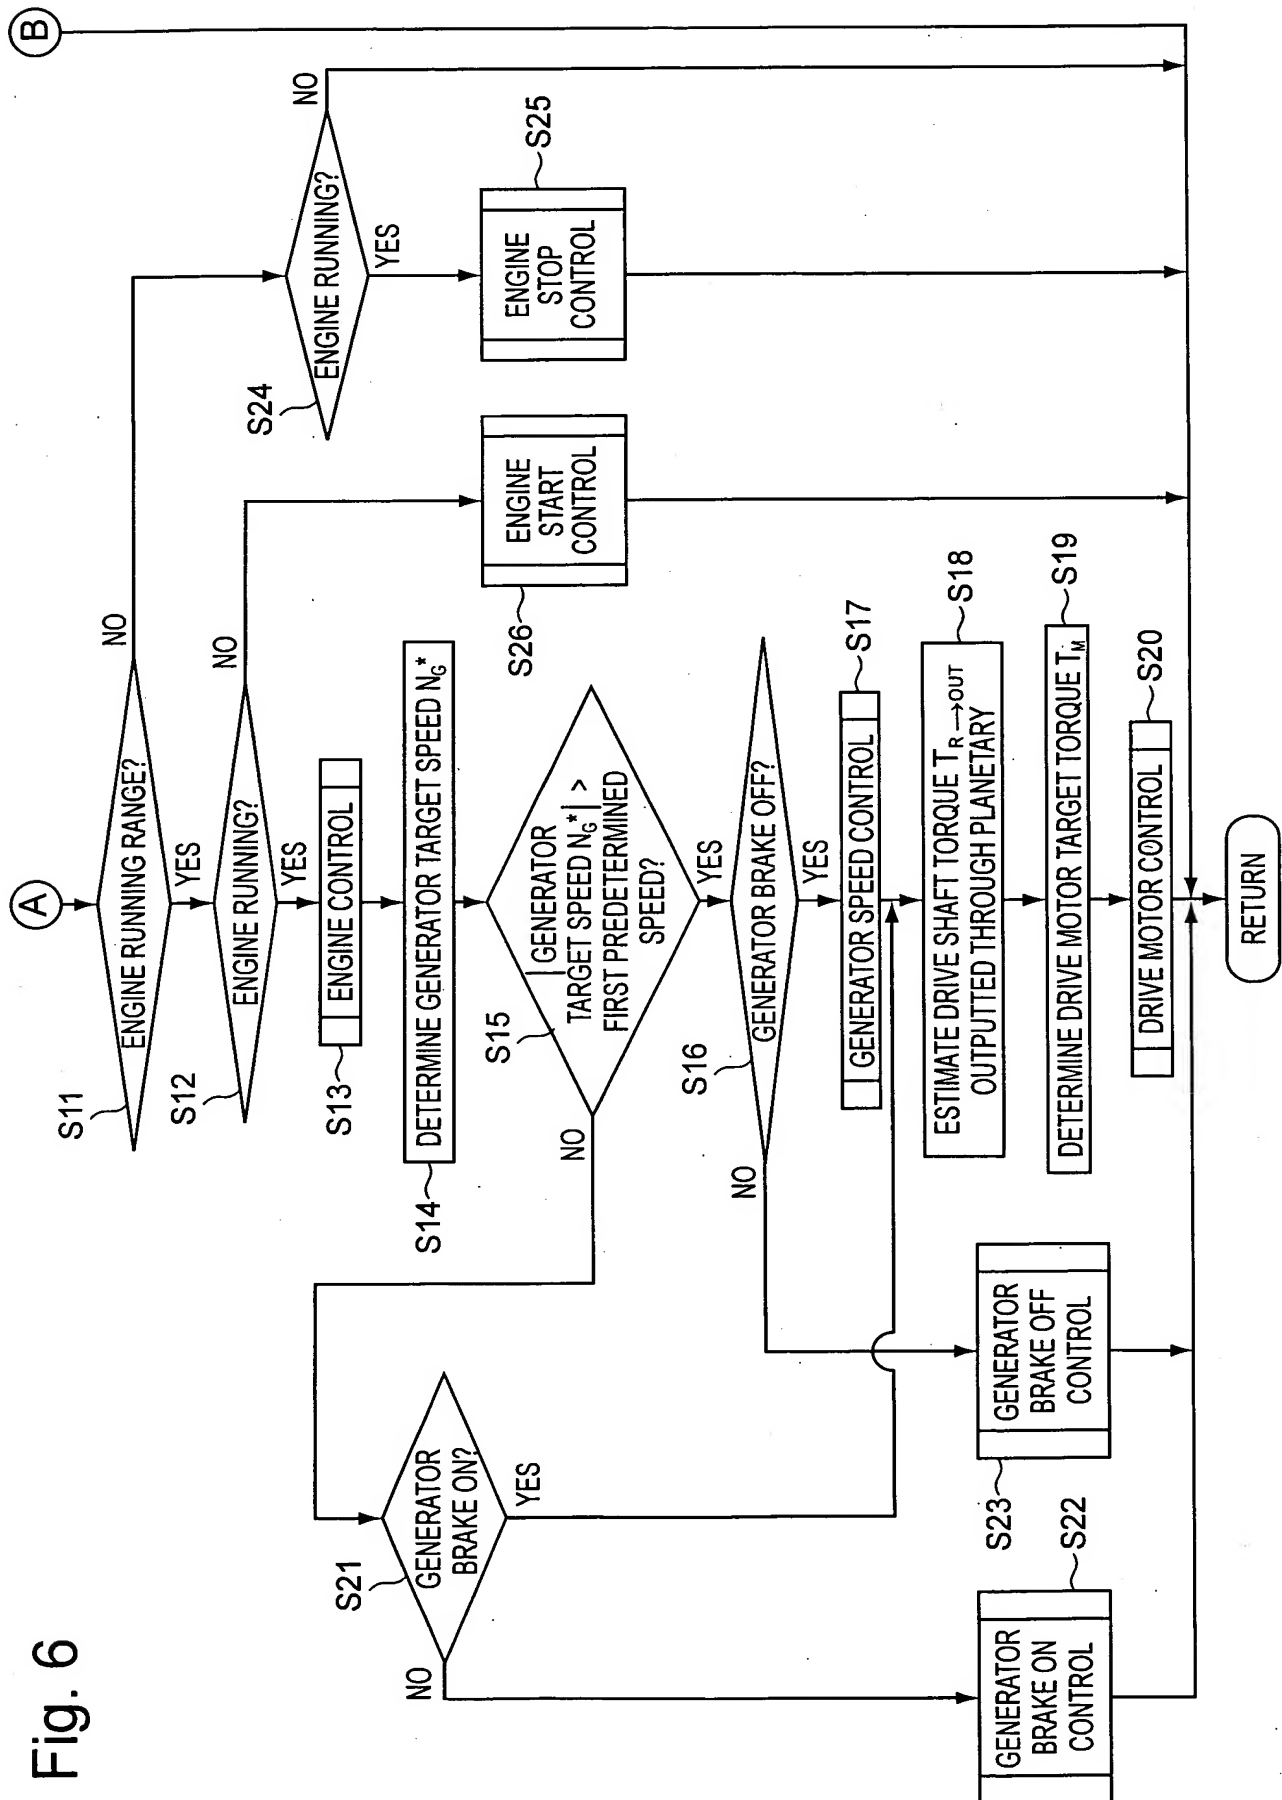 Fig. 6
A
B
ENGINE RUNNING RANGE?
S11
NO
YES
ENGINE RUNNING?
S12
NO
YES
ENGINE CONTROL
S13
DETERMINE GENERATOR TARGET SPEED NG*
S14
|GENERATOR
TARGET SPEED NG*| >
FIRST PREDETERMINED
SPEED?
S15
NO
YES
GENERATOR BRAKE OFF?
S16
NO
YES
GENERATOR SPEED CONTROL
S17
ESTIMATE DRIVE SHAFT TORQUE TR→OUT
OUTPUTTED THROUGH PLANETARY
S18
DETERMINE DRIVE MOTOR TARGET TORQUE TM
S19
DRIVE MOTOR CONTROL
S20
RETURN
GENERATOR
BRAKE ON?
S21
NO
YES
GENERATOR
BRAKE ON
CONTROL
S22
GENERATOR
BRAKE OFF
CONTROL
S23
ENGINE RUNNING?
S24
NO
YES
ENGINE
STOP
CONTROL
S25
ENGINE
START
CONTROL
S26